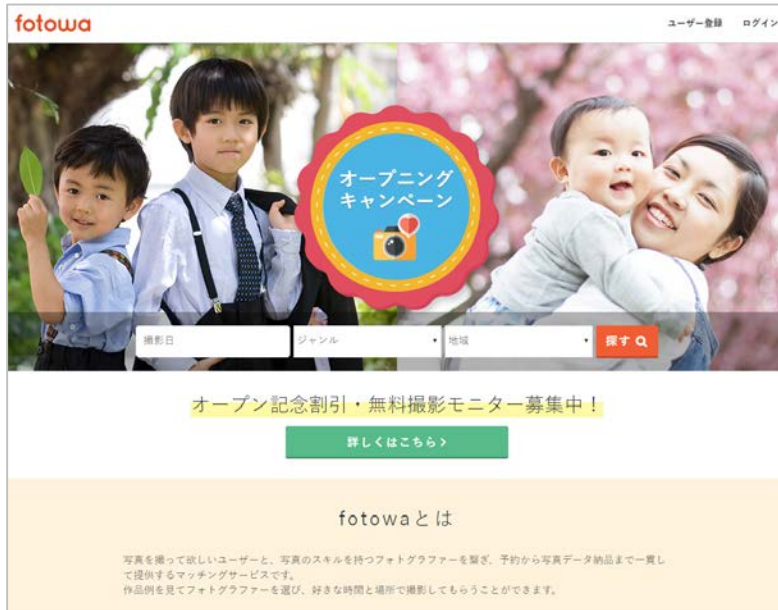 fotowa
ユーザー登録 ログイン
オープニング
キャンペーン
撮影日 ジャンル 地域 探す
オープン記念割引・無料撮影モニター募集中！
詳しくはこちら >
fotowaとは
写真を撮って欲しいユーザーと、写真のスキルを持つフォトグラファーを繋ぎ、予約から写真データ納品まで一貫し
て提供するマッチングサービスです。
作品例を見てフォトグラファーを選び、好きな時間と場所で撮影してもらうことができます。